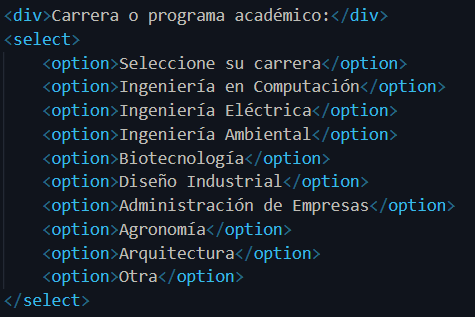 <div>Carrera o programa académico:</div>
<select>
    <option>Seleccione su carrera</option>
    <option>Ingeniería en Computación</option>
    <option>Ingeniería Eléctrica</option>
    <option>Ingeniería Ambiental</option>
    <option>Biotecnología</option>
    <option>Diseño Industrial</option>
    <option>Administración de Empresas</option>
    <option>Agronomía</option>
    <option>Arquitectura</option>
    <option>Otra</option>
</select>